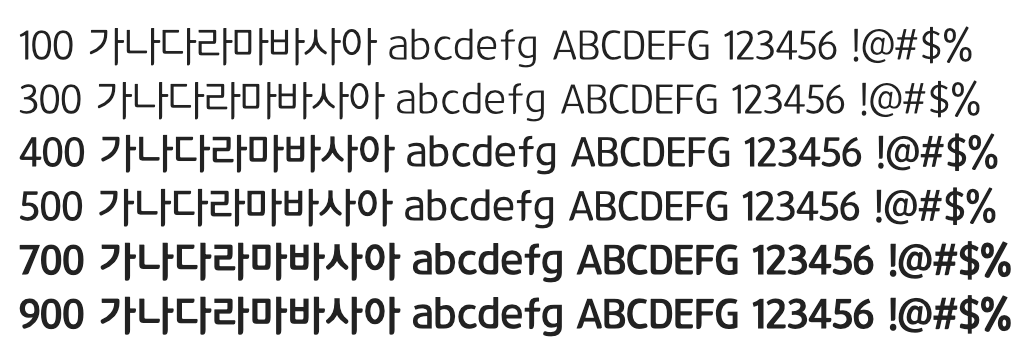 100 가나다라마바사아 abcdefg ABCDEFG 123456 !@#$%
300 가나다라마바사아 abcdefg ABCDEFG 123456 !@#$%
400 가나다라마바사아 abcdefg ABCDEFG 123456 !@#$%
500 가나다라마바사아 abcdefg ABCDEFG 123456 !@#$%
700 가나다라마바사아 abcdefg ABCDEFG 123456 !@#$%
900 가나다라마바사아 abcdefg ABCDEFG 123456 !@#$%